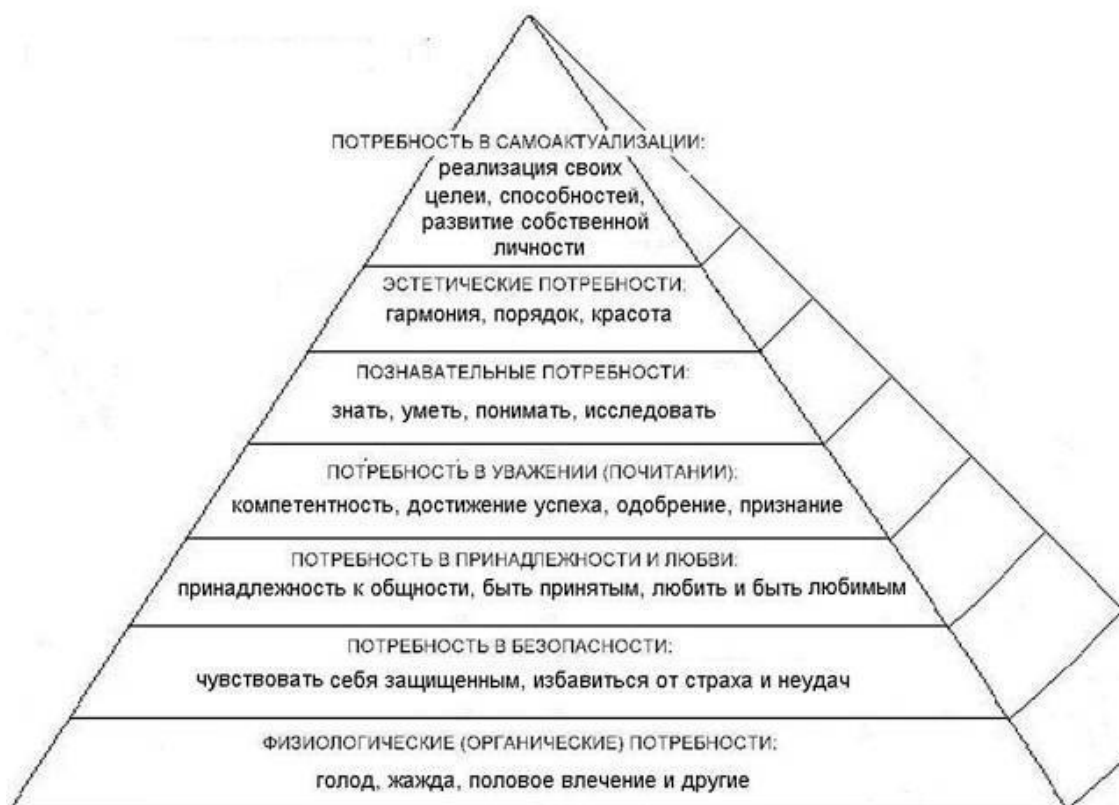 ПОТРЕБНОСТЬ В САМОАКТУАЛИЗАЦИИ:
реализация своих
целеи, способностей,
развитие собственной
личности
ЭСТЕТИЧЕСКИЕ ПОТРЕБНОСТИ:
гармония, порядок, красота
ПОЗНАВАТЕЛЬНЫЕ ПОТРЕБНОСТИ:
знать, уметь, понимать, исследовать
ПОТРЕБНОСТЬ В УВАЖЕНИИ (ПОЧИТАНИИ):
компетентность, достижение успеха, одобрение, признание
ПОТРЕБНОСТЬ В ПРИНАДЛЕЖНОСТИ И ЛЮБВИ:
принадлежность к общности, быть принятым, любить и быть любимым
ПОТРЕБНОСТЬ В БЕЗОПАСНОСТИ:
чувствовать себя защищенным, избавиться от страха и неудач
ФИЗИОЛОГИЧЕСКИЕ (ОРГАНИЧЕСКИЕ) ПОТРЕБНОСТИ:
голод, жажда, половое влечение и другие